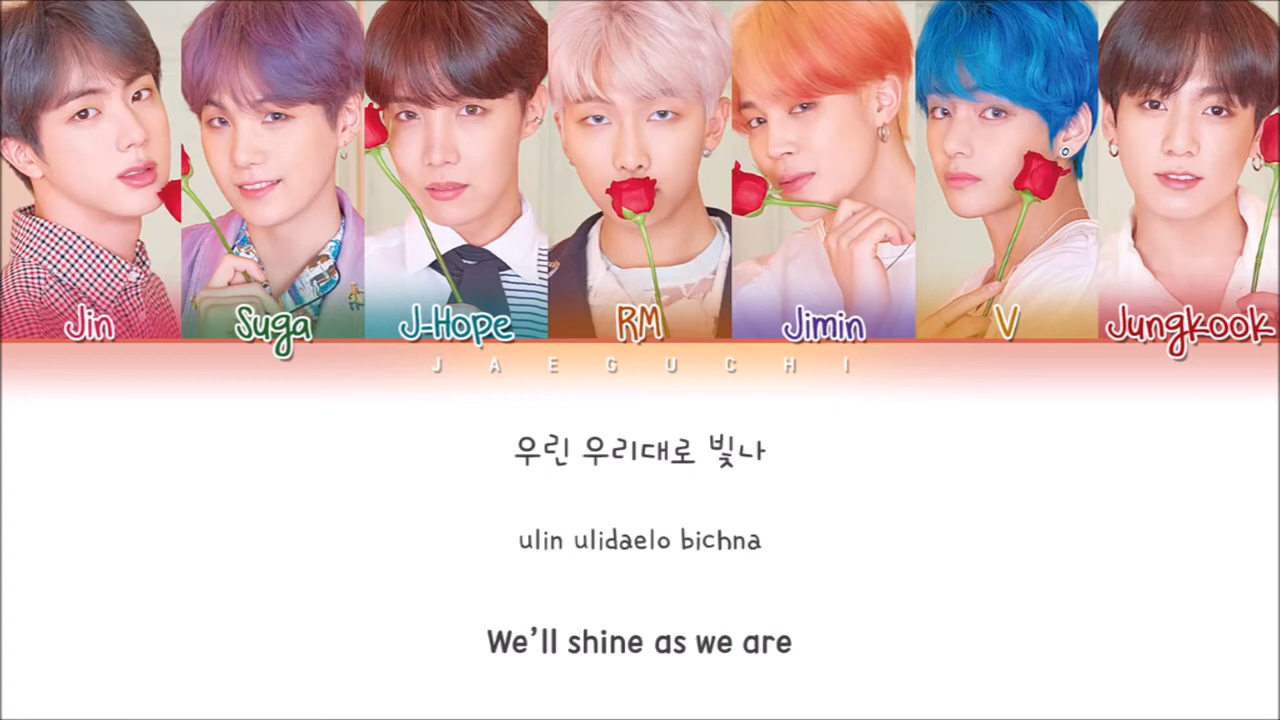 Jin Suga J-Hope RM Jimin V Jungkook
J A E G U C H I
우린 우리대로 빛나
ulin ulidaelo bichna
We'll shine as we are